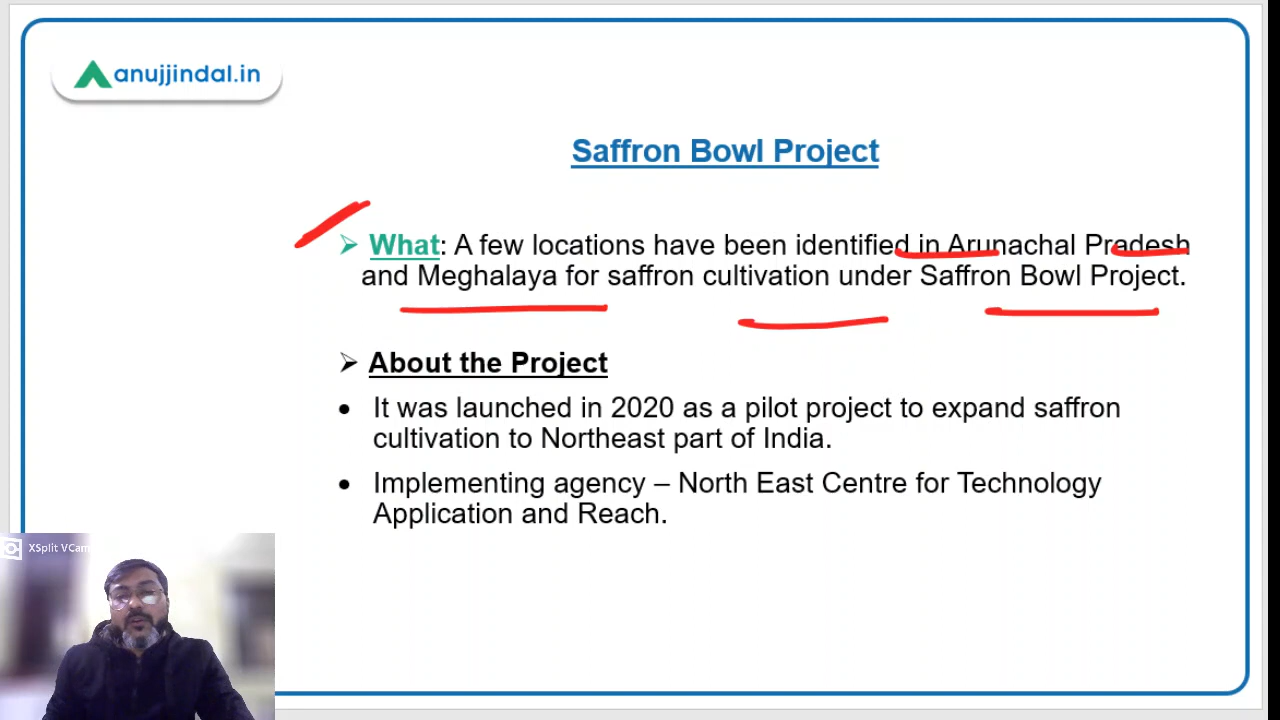 anujjindal.in
Saffron Bowl Project
➢ What: A few locations have been identified in Arunachal Pradesh
and Meghalaya for saffron cultivation under Saffron Bowl Project.
➢ About the Project
• It was launched in 2020 as a pilot project to expand saffron
cultivation to Northeast part of India.
• Implementing agency – North East Centre for Technology
Application and Reach.
XSplit VCam